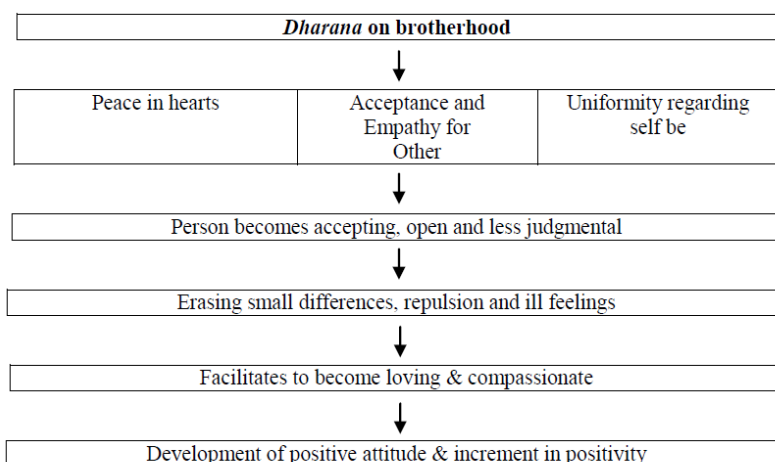 Dharana on brotherhood
Peace in hearts
Acceptance and
Empathy for
Other
Uniformity regarding
self be
Person becomes accepting, open and less judgmental
Erasing small differences, repulsion and ill feelings
Facilitates to become loving & compassionate
Development of positive attitude & increment in positivity